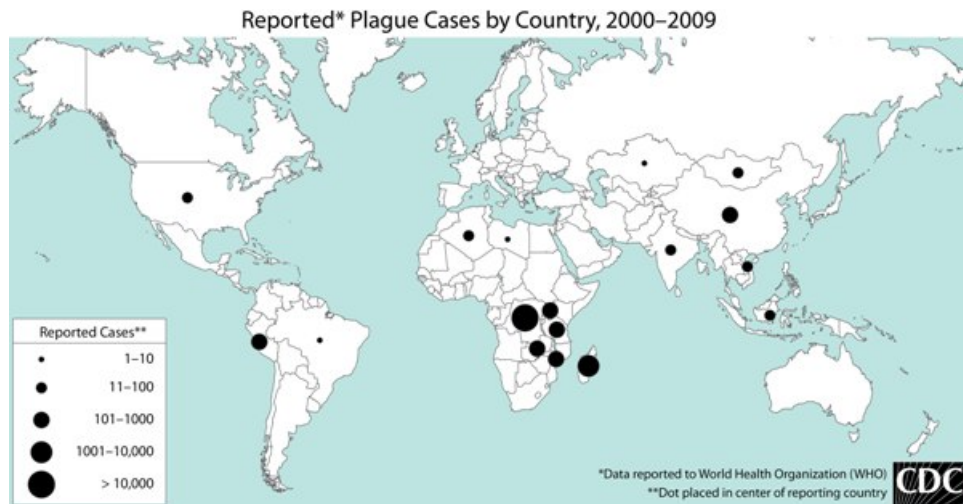 Reported* Plague Cases by Country, 2000–2009
Reported Cases**
1–10
11–100
101–1000
1001–10,000
> 10,000
*Data reported to World Health Organization (WHO)
**Dot placed in center of reporting country
CDC